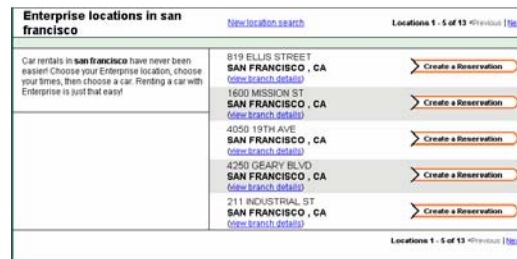 Enterprise locations in san
francisco
New location search
Locations 1 - 5 of 13 <Previous | Ne
Car rentals in san francisco have never been
easier! Choose your Enterprise location, choose
your times, then choose a car. Renting a car with
Enterprise is just that easy!
819 ELLIS STREET
SAN FRANCISCO , CA
(view branch details)
Create a Reservation
1600 MISSION ST
SAN FRANCISCO , CA
(view branch details)
Create a Reservation
4050 19TH AVE
SAN FRANCISCO , CA
(view branch details)
Create a Reservation
4250 GEARY BLVD
SAN FRANCISCO , CA
(view branch details)
Create a Reservation
211 INDUSTRIAL ST
SAN FRANCISCO , CA
(view branch details)
Create a Reservation
Locations 1 - 5 of 13 <Previous | Ne